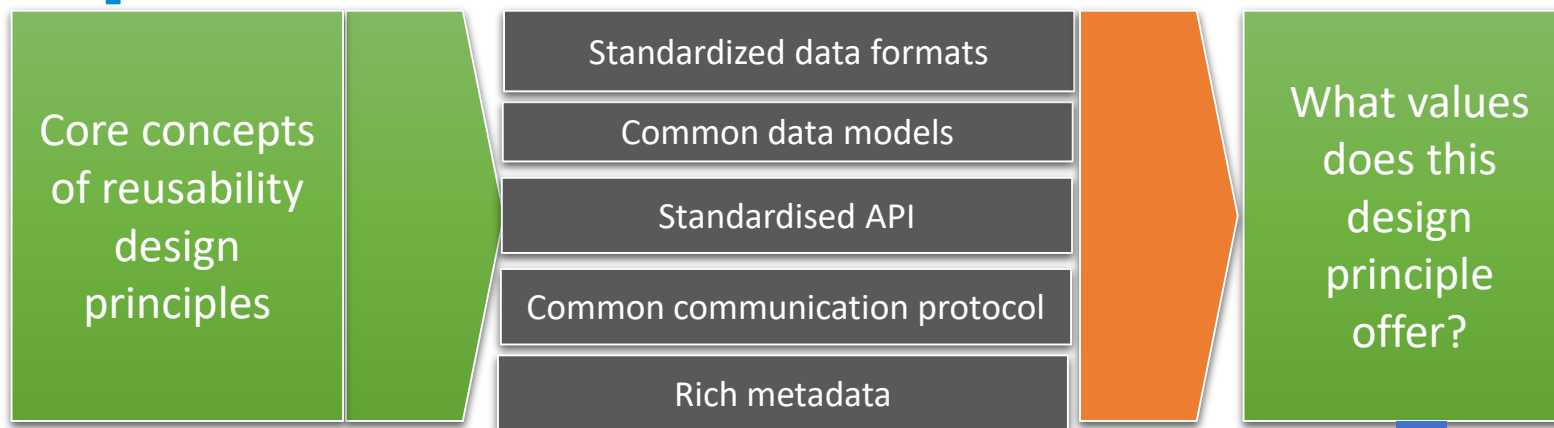 Core concepts
of reusability
design
principles
Standardized data formats
Common data models
Standardised API
Common communication protocol
Rich metadata
What values
does this
design
principle
offer?